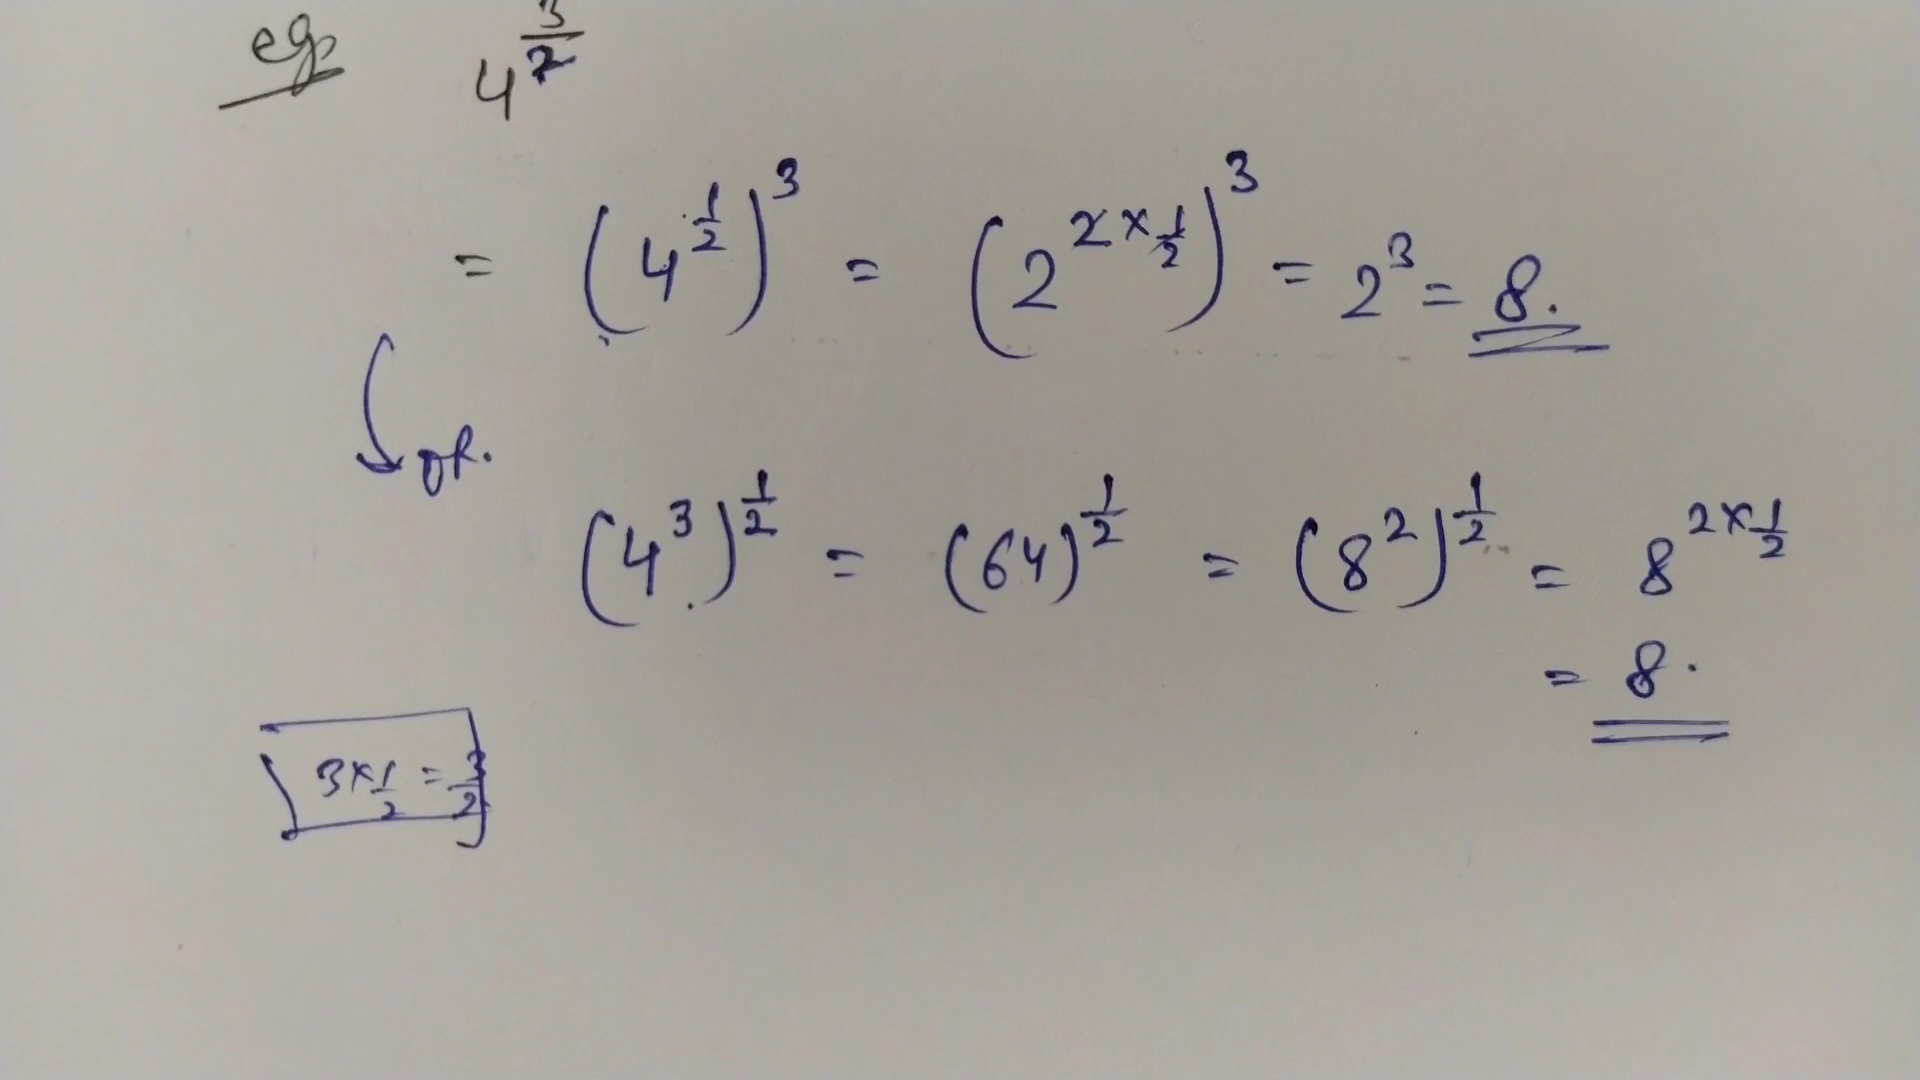 eg. 4^(3/2)
= (4^(1/2))^3 = (2^(2×1/2))^3 = 2^3 = 8.
or.
(4^3)^(1/2) = (64)^(1/2) = (8^2)^(1/2) = 8^(2×1/2)
= 8.
3×1/2 = 3/2